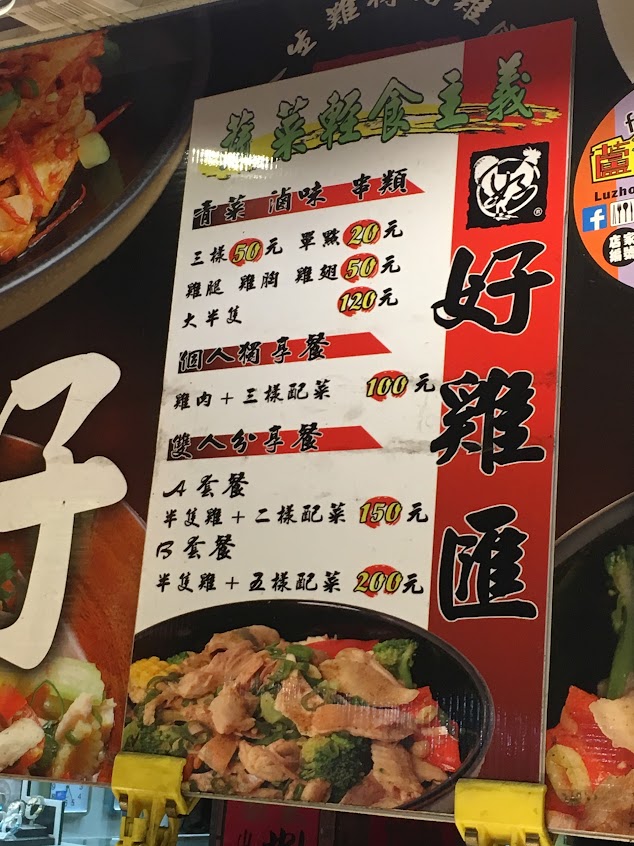 蔬菜輕食主義
青菜 滷味 串類
三樣50元 單點20元
雞腿 雞胸 雞翅50元
大半隻 120元
個人獨享餐
雞肉+三樣配菜 100元
雙人分享餐
A套餐
半隻雞+二樣配菜150元
B套餐
半隻雞+五樣配菜200元
®
好雞匯
Luzho